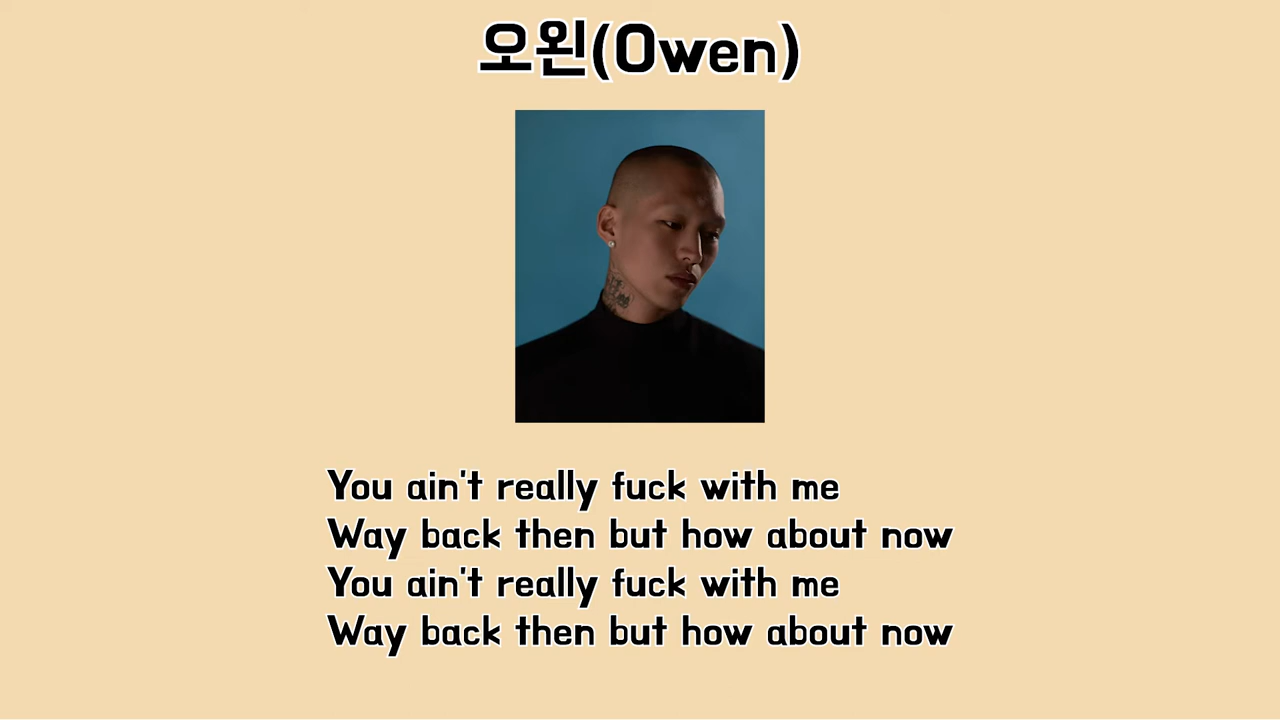 오왼(Owen)
You ain't really fuck with me
Way back then but how about now
You ain't really fuck with me
Way back then but how about now